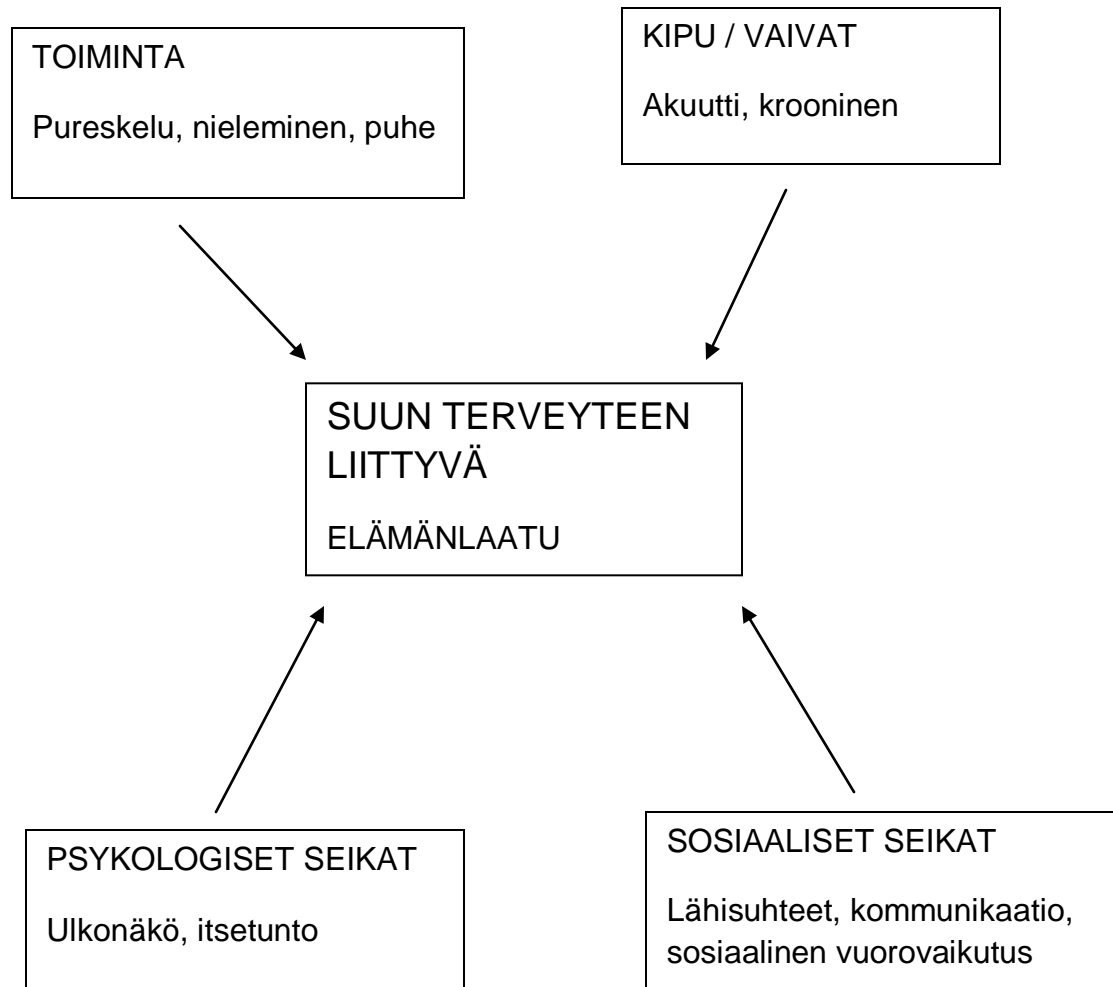 TOIMINTA
Pureskelu, nieleminen, puhe
KIPU / VAIVAT
Akuutti, krooninen
SUUN TERVEYTEEN
LIITTYVÄ
ELÄMÄNLAATU
PSYKOLOGISET SEIKAT
Ulkonäkö, itsetunto
SOSIAALISET SEIKAT
Lähisuhteet, kommunikaatio,
sosiaalinen vuorovaikutus